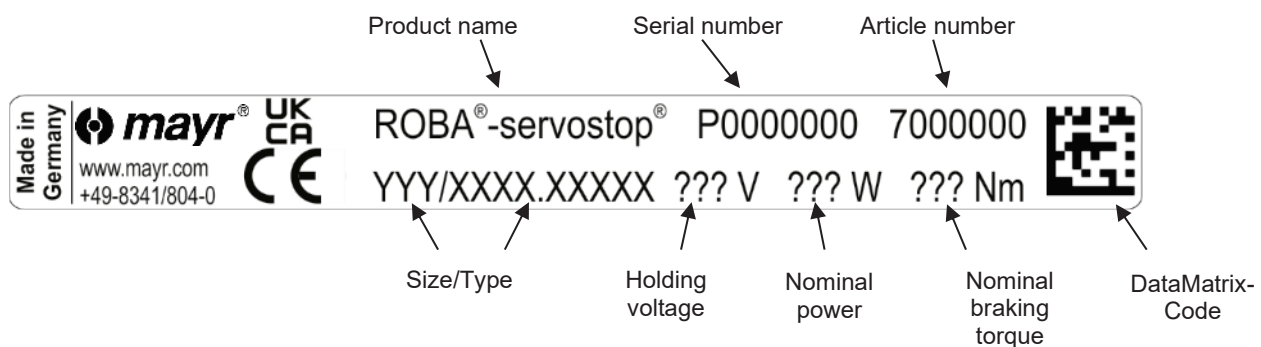 Product name Serial number Article number
Made in
Germany
mayr®
www.mayr.com
+49-8341/804-0
UK
CA
CE
ROBA®-servostop® P0000000 7000000
YYY/XXXX.XXXXX ??? V ??? W ??? Nm
Size/Type
Holding
voltage
Nominal
power
Nominal
braking
torque
DataMatrix-
Code